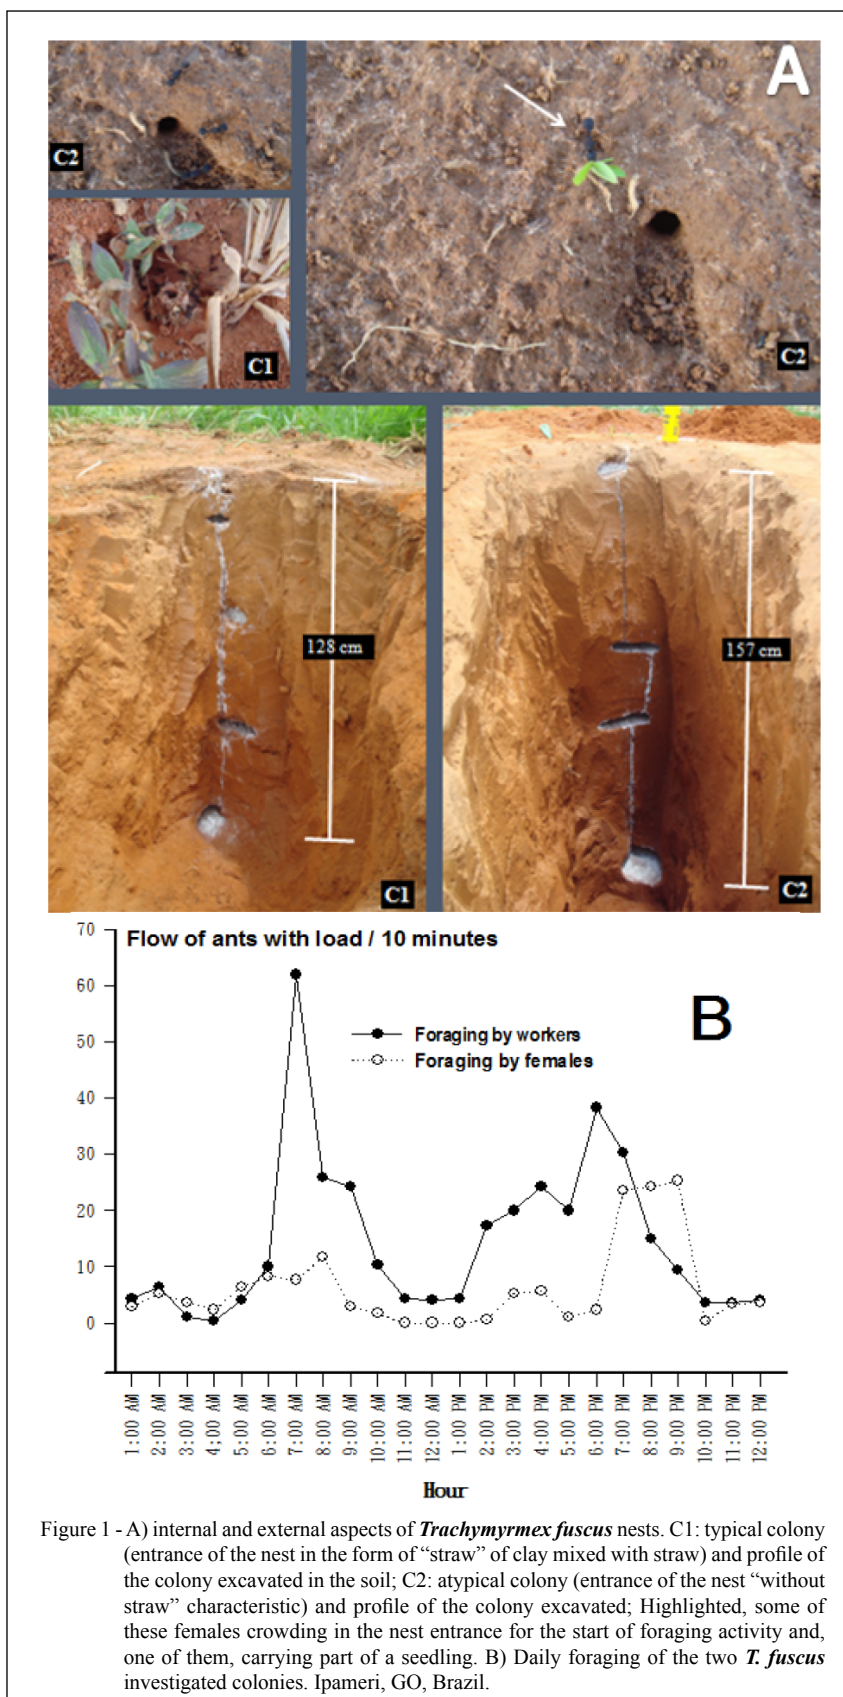 A
C2
C1
C2
128 cm
157 cm
C1
C2
Flow of ants with load / 10 minutes
B
Foraging by workers
Foraging by females
70
60
50
40
30
20
10
0
1:00 AM
2:00 AM
3:00 AM
4:00 AM
5:00 AM
6:00 AM
7:00 AM
8:00 AM
9:00 AM
10:00 AM
11:00 AM
12:00 AM
1:00 PM
2:00 PM
3:00 PM
4:00 PM
5:00 PM
6:00 PM
7:00 PM
8:00 PM
9:00 PM
10:00 PM
11:00 PM
12:00 PM
Hour
Figure 1 - A) internal and external aspects of Trachymyrmex fuscus nests. C1: typical colony
(entrance of the nest in the form of “straw” of clay mixed with straw) and profile of
the colony excavated in the soil; C2: atypical colony (entrance of the nest “without
straw” characteristic) and profile of the colony excavated; Highlighted, some of
these females crowding in the nest entrance for the start of foraging activity and,
one of them, carrying part of a seedling. B) Daily foraging of the two T. fuscus
investigated colonies. Ipameri, GO, Brazil.